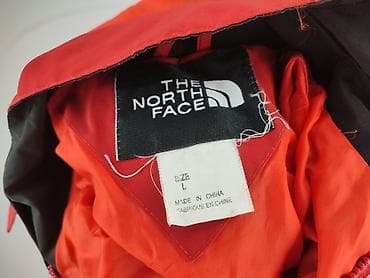 THE
NORTH
FACE
SIZE
L
MADE IN CHINA
FABRIQUE EN CHINE